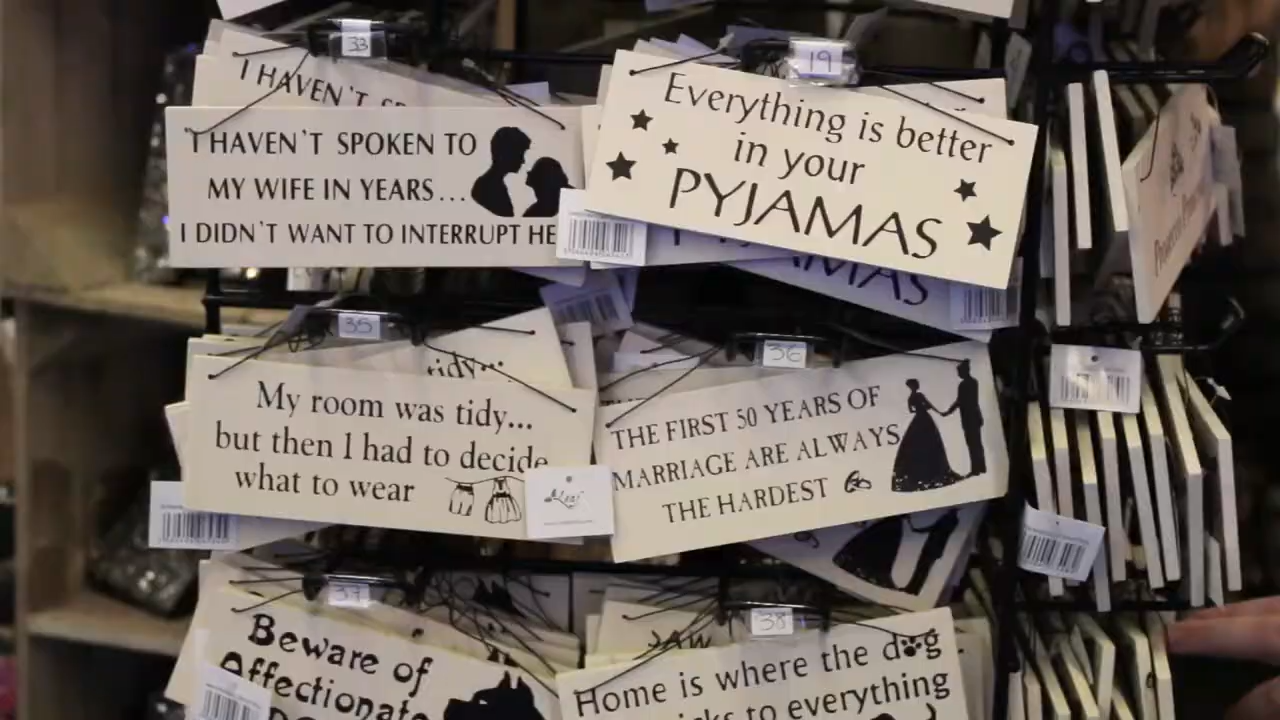 33
19
I HAVEN'T
I HAVEN'T SPOKEN TO
MY WIFE IN YEARS...
I DIDN'T WANT TO INTERRUPT HE
Everything is better
in your
PYJAMAS
35
36
tidy...
My room was tidy...
but then I had to decide
what to wear
THE FIRST 50 YEARS OF
MARRIAGE ARE ALWAYS
THE HARDEST
37
38
Beware of
Affectionate
Home is where the dog
to everything